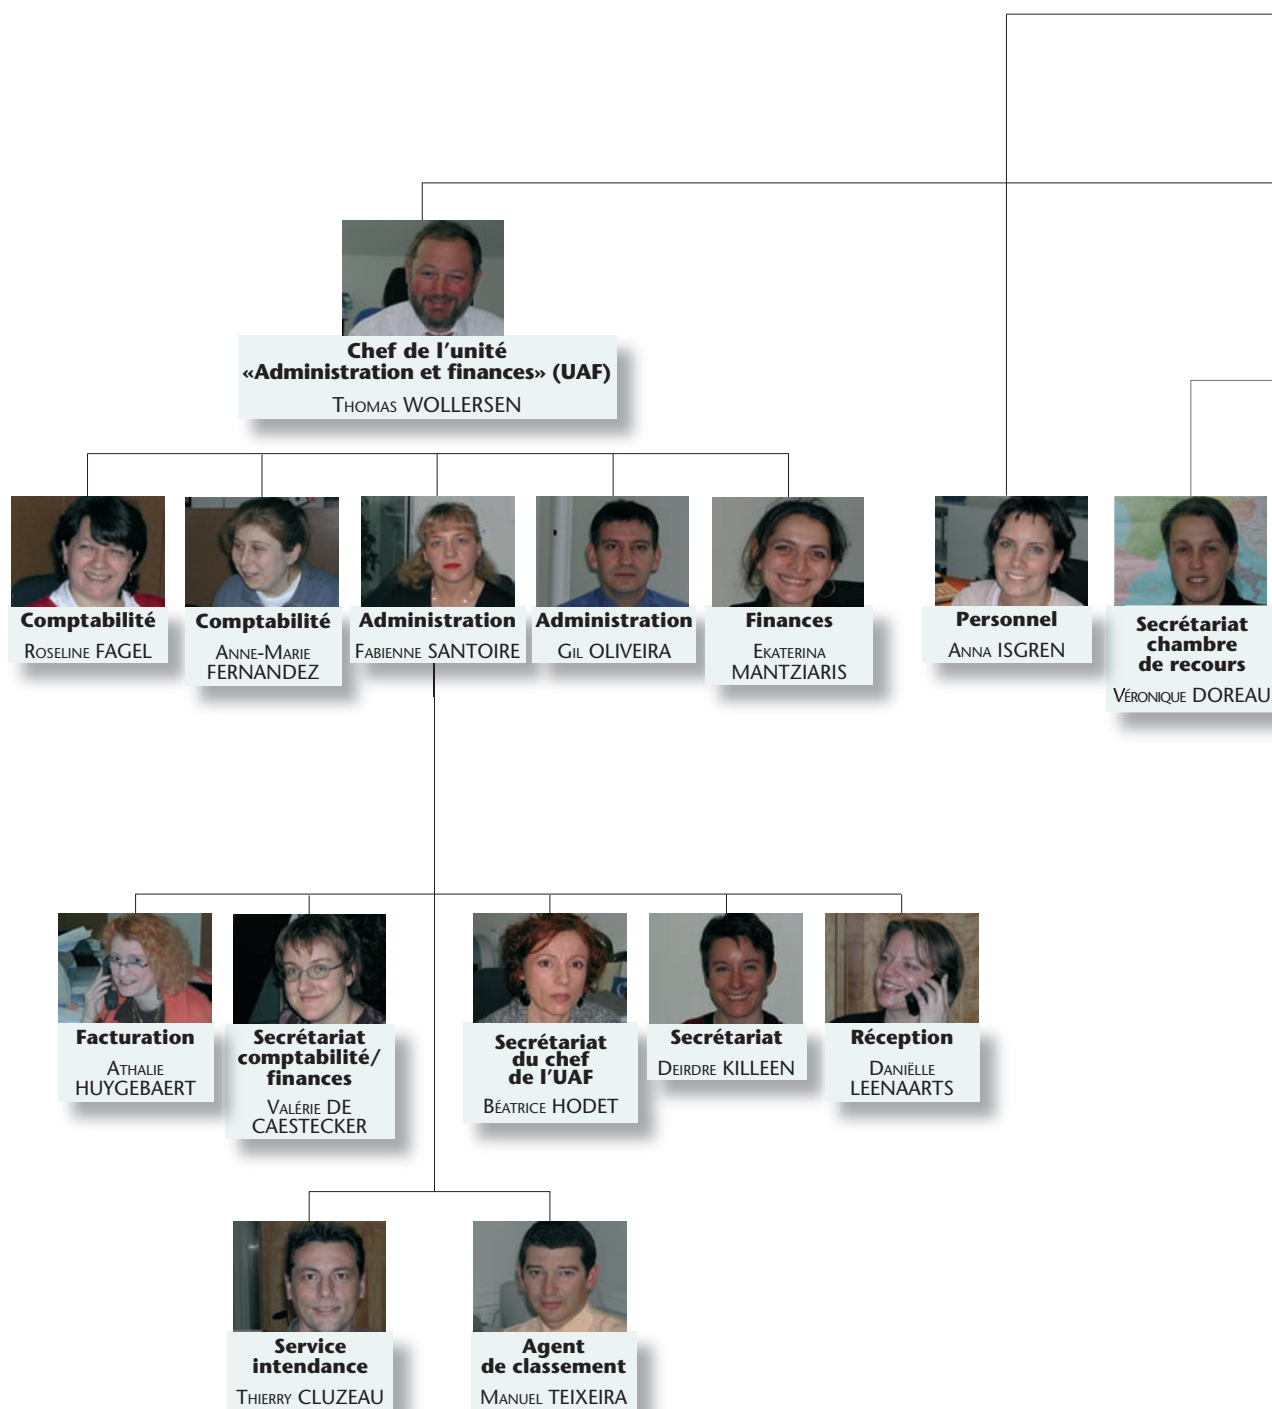 Chef de l'unité
«Administration et finances» (UAF)
Thomas WOLLERSEN
Comptabilité
Roseline FAGEL
Comptabilité
Anne-Marie
FERNANDEZ
Administration
Fabienne SANTOIRE
Administration
Gil OLIVEIRA
Finances
Ekaterina
MANTZIARIS
Personnel
Anna ISGREN
Secrétariat
chambre
de recours
Véronique DOREAU
Facturation
Athalie
HUYGEBAERT
Secrétariat
comptabilité/
finances
Valérie DE
CAESTECKER
Secrétariat
du chef
de l'UAF
Béatrice HODET
Secrétariat
Deirdre KILLEEN
Réception
Daniëlle
LEENAARTS
Service
intendance
Thierry CLUZEAU
Agent
de classement
Manuel TEIXEIRA